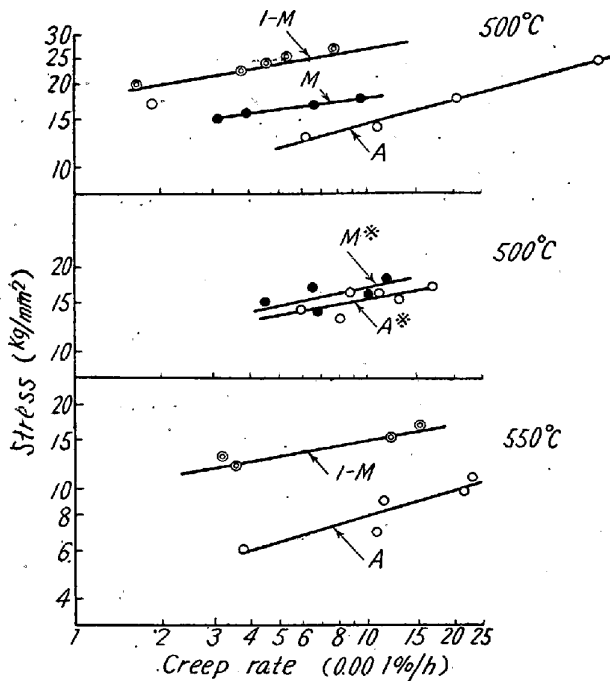 30
25
20
15
10
I-M
M
A
500°C
20
15
10
M※
A※
500°C
20
15
10
8
6
4
I-M
A
550°C
Stress (kg/mm²)
1 2 3 4 5 6 8 10 15 20 25
Creep rate (0.001%/h)